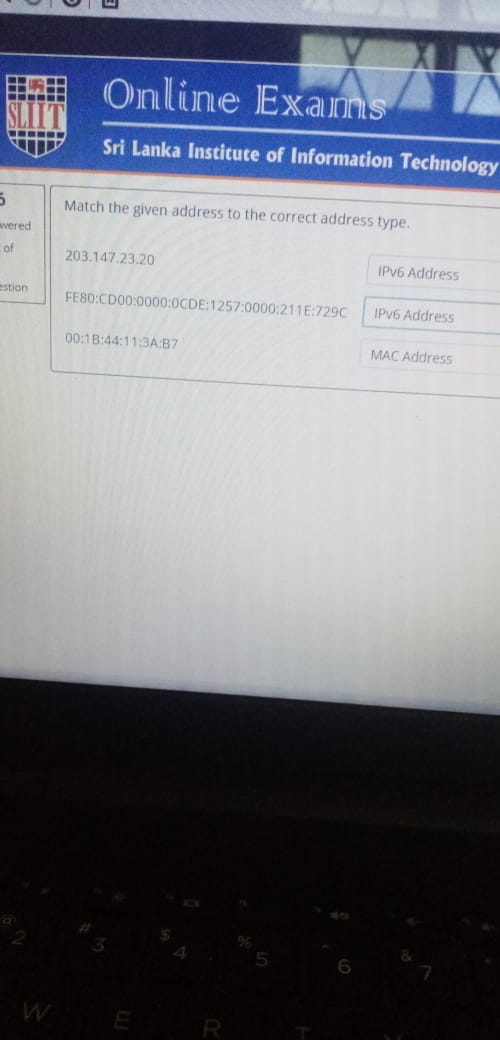 SLIIT
Online Exams
Sri Lanka Institute of Information Technology
wered
of
estion
Match the given address to the correct address type.
203.147.23.20
IPv6 Address
FE80:CD00:0000:0CDE:1257:0000:211E:729C
IPv6 Address
00:1B:44:11:3A:B7
MAC Address
@ # $ % ^ &
2 3 4 5 6 7
W E R T